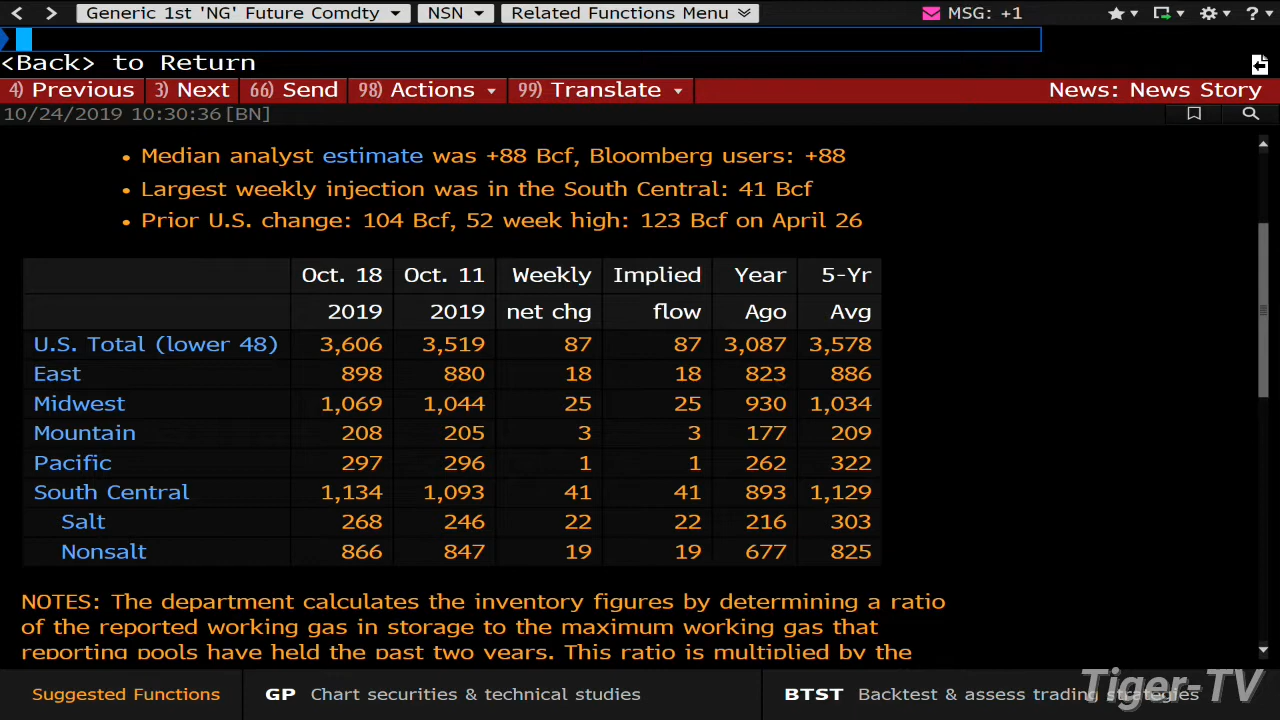 Generic 1st 'NG' Future Comdty NSN Related Functions Menu MSG: +1 ?
<Back> to Return
4) Previous 3) Next 66) Send 98) Actions 99) Translate News: News Story
10/24/2019 10:30:36 [BN]
• Median analyst estimate was +88 Bcf, Bloomberg users: +88
• Largest weekly injection was in the South Central: 41 Bcf
• Prior U.S. change: 104 Bcf, 52 week high: 123 Bcf on April 26
Oct. 18 Oct. 11 Weekly Implied Year 5-Yr
2019 2019 net chg flow Ago Avg
U.S. Total (lower 48) 3,606 3,519 87 87 3,087 3,578
East 898 880 18 18 823 886
Midwest 1,069 1,044 25 25 930 1,034
Mountain 208 205 3 3 177 209
Pacific 297 296 1 1 262 322
South Central 1,134 1,093 41 41 893 1,129
Salt 268 246 22 22 216 303
Nonsalt 866 847 19 19 677 825
NOTES: The department calculates the inventory figures by determining a ratio
of the reported working gas in storage to the maximum working gas that
reporting pools have held the past two years. This ratio is multiplied by the
Suggested Functions GP Chart securities & technical studies BTST Backtest & assess trading strategies
Tiger-TV